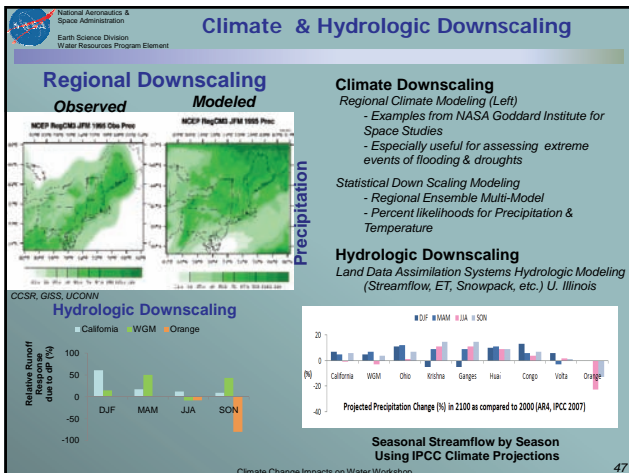 National Aeronautics &
Space Administration
Earth Science Division
Water Resources Program Element
Climate & Hydrologic Downscaling
Regional Downscaling
Observed
Modeled
NCEP RegCM3 JFM 1995 Obs Prec
NCEP RegCM3 JFM 1995 Prec
Precipitation
CCSR, GISS, UCONN
Climate Downscaling
Regional Climate Modeling (Left)
- Examples from NASA Goddard Institute for
Space Studies
- Especially useful for assessing extreme
events of flooding & droughts
Statistical Down Scaling Modeling
- Regional Ensemble Multi-Model
- Percent likelihoods for Precipitation &
Temperature
Hydrologic Downscaling
Land Data Assimilation Systems Hydrologic Modeling
(Streamflow, ET, Snowpack, etc.) U. Illinois
Hydrologic Downscaling
California WGM Orange
Relative Runoff
Response
due to dP (%)
100
50
0
-50
-100
DJF MAM JJA SON
DJF MAM JJA SON
20
0
-20
-40
(%)
California WGM Ohio Krishna Ganges Huai Congo Volta Orange
Projected Precipitation Change (%) in 2100 as compared to 2000 (AR4, IPCC 2007)
Seasonal Streamflow by Season
Using IPCC Climate Projections
Climate Change Impacts on Water Workshop
47